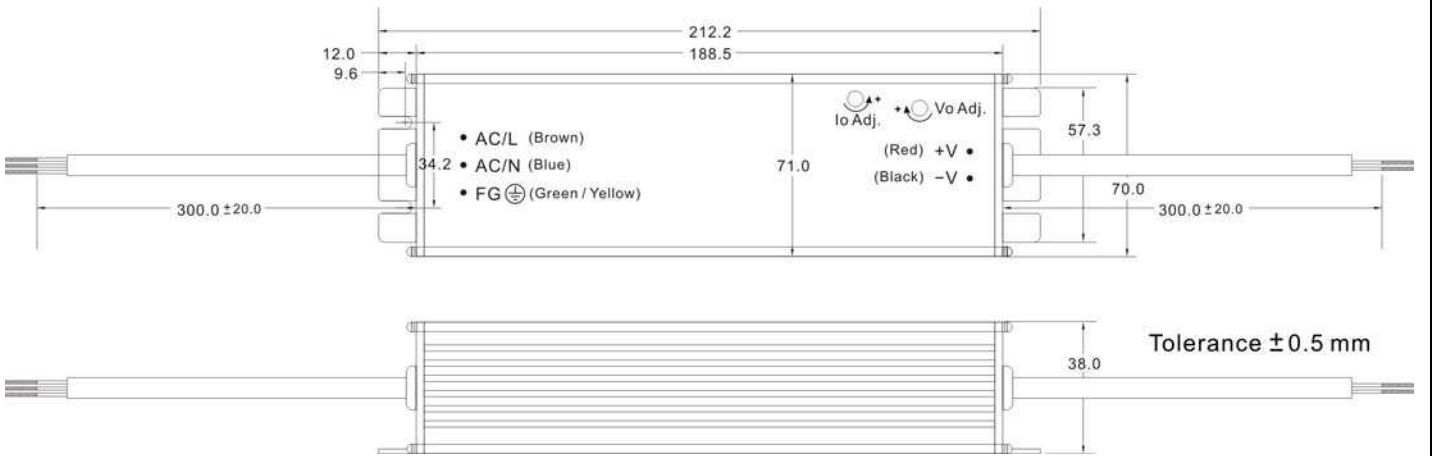 212.2
12.0
188.5
9.6
Io Adj.
Vo Adj.
57.3
• AC/L (Brown)
(Red) +V •
34.2
• AC/N (Blue)
71.0
(Black) −V •
• FG (Green / Yellow)
70.0
300.0 ±20.0
300.0 ±20.0
Tolerance ±0.5 mm
38.0